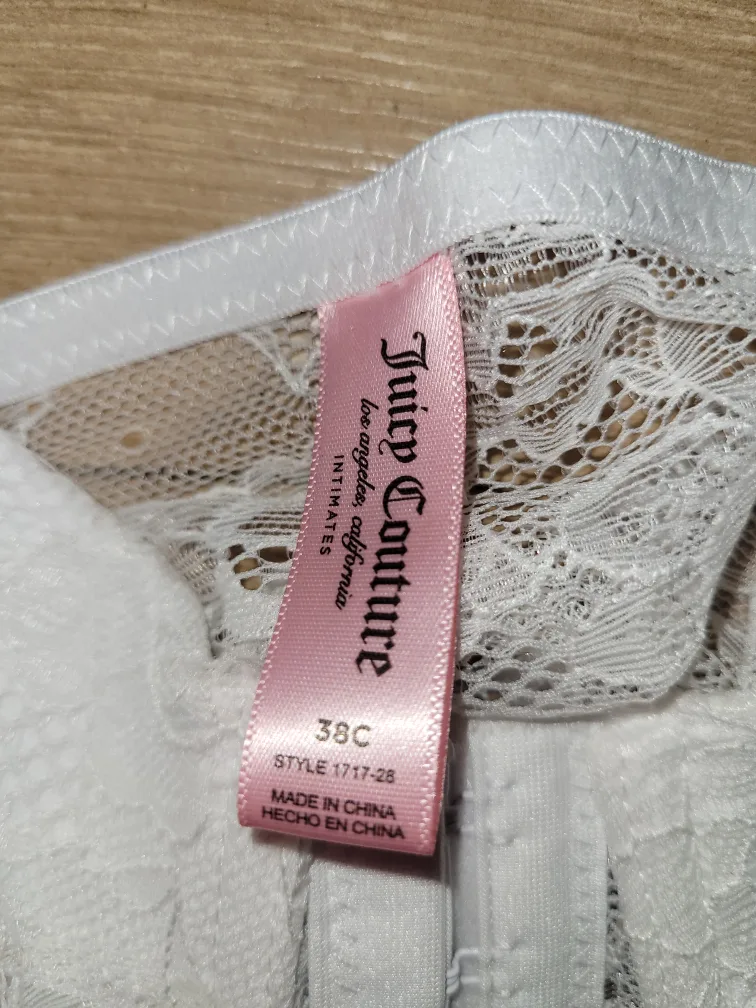 Juicy Couture
los angeles, california
INTIMATES
38C
STYLE 1717-28
MADE IN CHINA
HECHO EN CHINA